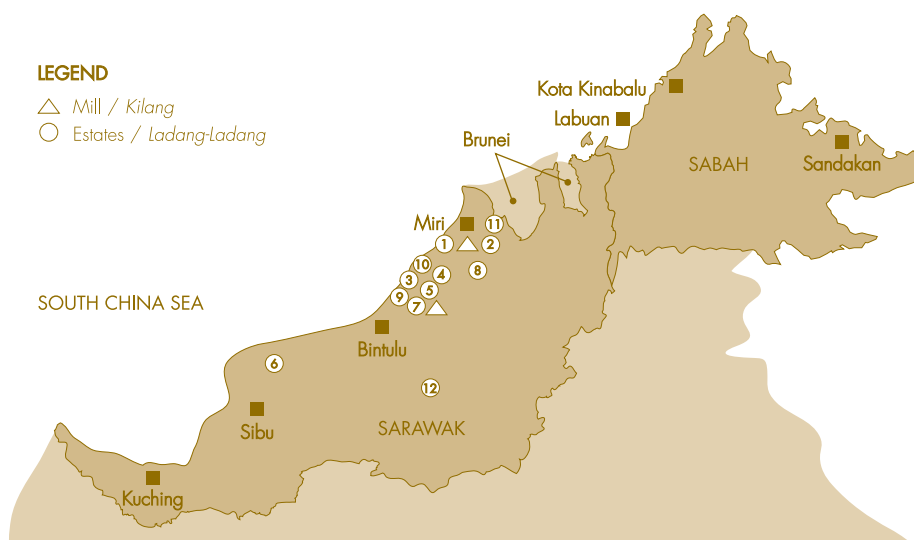 LEGEND
Mill / Kilang
Estates / Ladang-Ladang
Kota Kinabalu
Labuan
Brunei
SABAH
Sandakan
Miri
11
1
2
10
8
4
3
5
9
7
SOUTH CHINA SEA
Bintulu
6
12
Sibu
SARAWAK
Kuching